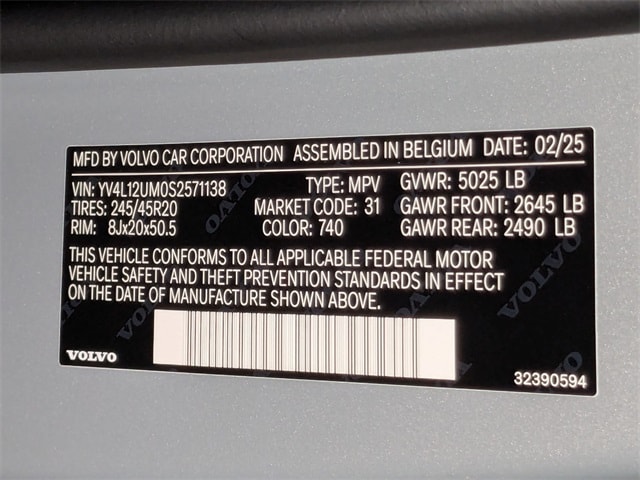 MFD BY VOLVO CAR CORPORATION ASSEMBLED IN BELGIUM DATE: 02/25
VIN: YV4L12UM0S2571138 TYPE: MPV GVWR: 5025 LB
TIRES: 245/45R20 MARKET CODE: 31 GAWR FRONT: 2645 LB
RIM: 8Jx20x50.5 COLOR: 740 GAWR REAR: 2490 LB
THIS VEHICLE CONFORMS TO ALL APPLICABLE FEDERAL MOTOR
VEHICLE SAFETY AND THEFT PREVENTION STANDARDS IN EFFECT
ON THE DATE OF MANUFACTURE SHOWN ABOVE.
VOLVO
32390594